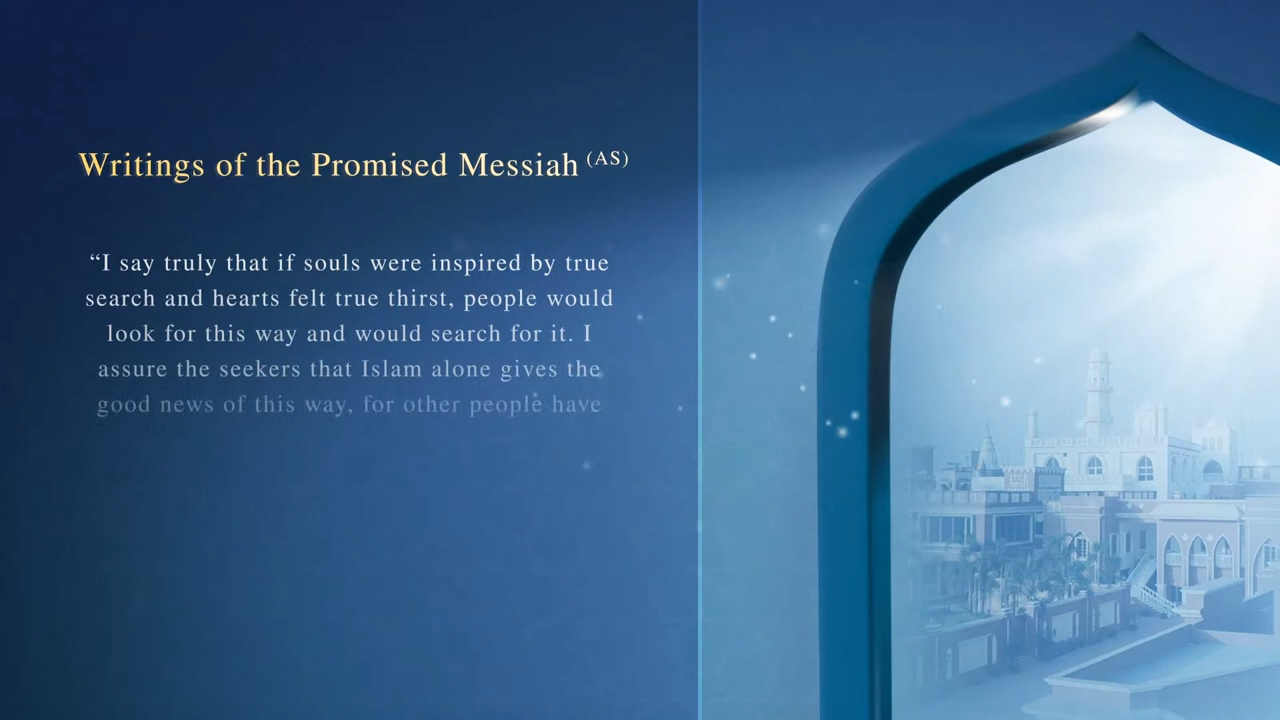 Writings of the Promised Messiah (AS)
“I say truly that if souls were inspired by true
search and hearts felt true thirst, people would
look for this way and would search for it. I
assure the seekers that Islam alone gives the
good news of this way, for other people have